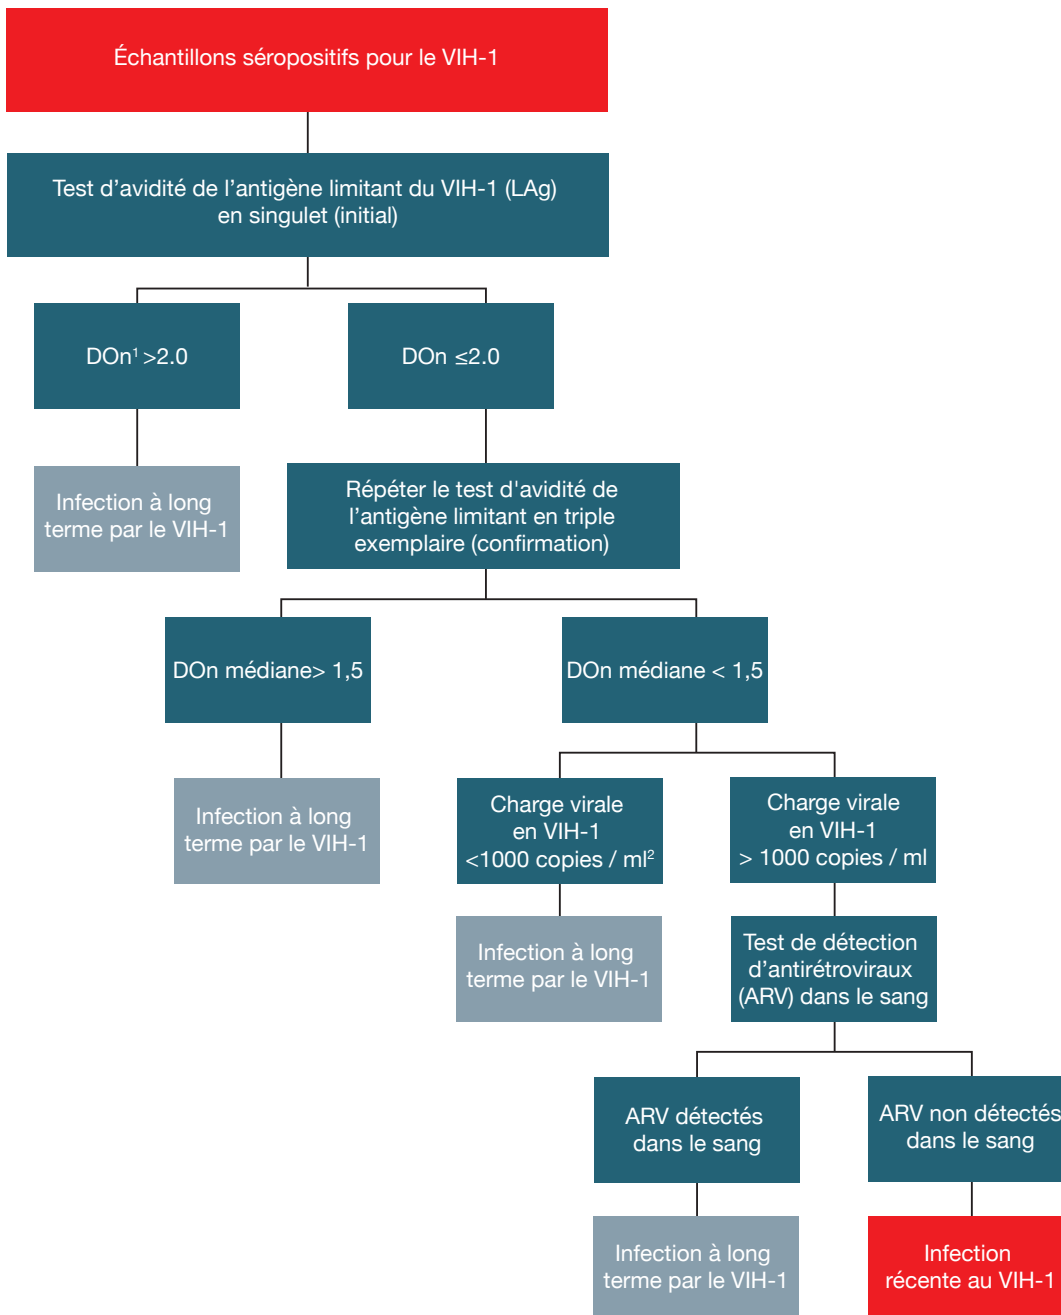 Échantillons séropositifs pour le VIH-1
Test d’avidité de l’antigène limitant du VIH-1 (LAg)
en singulet (initial)
DOn¹ >2.0
DOn ≤2.0
Infection à long
terme par le VIH-1
Répéter le test d'avidité de
l’antigène limitant en triple
exemplaire (confirmation)
DOn médiane> 1,5
DOn médiane < 1,5
Infection à long
terme par le VIH-1
Charge virale
en VIH-1
<1000 copies / ml²
Charge virale
en VIH-1
> 1000 copies / ml
Infection à long
terme par le VIH-1
Test de détection
d’antirétroviraux
(ARV) dans le sang
ARV détectés
dans le sang
ARV non détectés
dans le sang
Infection à long
terme par le VIH-1
Infection
récente au VIH-1